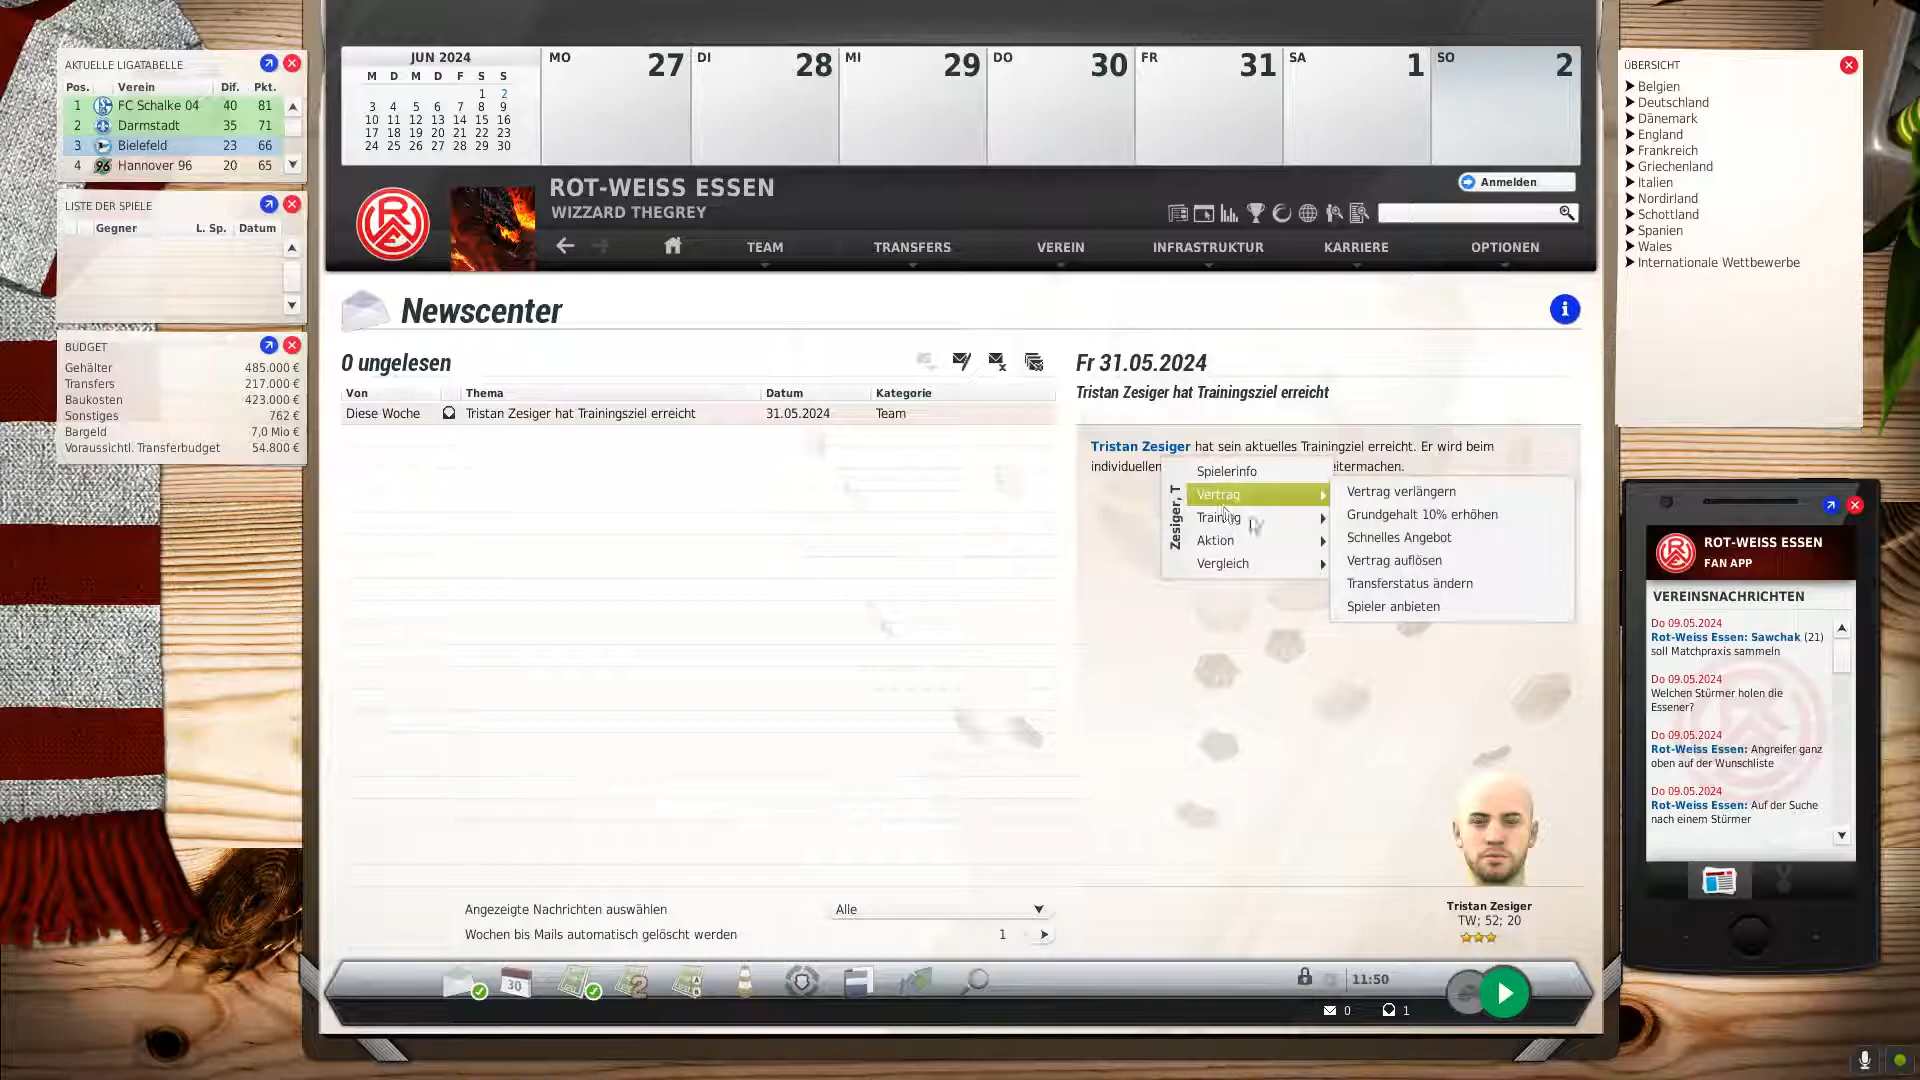 AKTUELLE LIGATABELLE
Pos. Verein Dif. Pkt.
1 FC Schalke 04 40 81
2 Darmstadt 35 71
3 Bielefeld 23 66
4 Hannover 96 20 65
LISTE DER SPIELE
Gegner L. Sp. Datum
BUDGET
Gehälter 485.000 €
Transfers 217.000 €
Baukosten 423.000 €
Sonstiges 762 €
Bargeld 7,0 Mio €
Voraussichtl. Transferbudget 54.800 €
JUN 2024
M D M D F S S
1 2
3 4 5 6 7 8 9
10 11 12 13 14 15 16
17 18 19 20 21 22 23
24 25 26 27 28 29 30
MO 27 DI 28 MI 29 DO 30 FR 31 SA 1 SO 2
ROT-WEISS ESSEN
WIZZARD THEGREY
Anmelden
TEAM TRANSFERS VEREIN INFRASTRUKTUR KARRIERE OPTIONEN
Newscenter
0 ungelesen
Von Thema Datum Kategorie
Diese Woche Tristan Zesiger hat Trainingsziel erreicht 31.05.2024 Team
Fr 31.05.2024
Tristan Zesiger hat Trainingsziel erreicht
Tristan Zesiger hat sein aktuelles Trainingziel erreicht. Er wird beim
individuellen eitermachen.
Zesiger, T
Spielerinfo
Vertrag
Training
Aktion
Vergleich
Vertrag verlängern
Grundgehalt 10% erhöhen
Schnelles Angebot
Vertrag auflösen
Transferstatus ändern
Spieler anbieten
Tristan Zesiger
TW; 52; 20
Angezeigte Nachrichten auswählen Alle
Wochen bis Mails automatisch gelöscht werden 1
30
11:50
0 1
ÜBERSICHT
Belgien
Deutschland
Dänemark
England
Frankreich
Griechenland
Italien
Nordirland
Schottland
Spanien
Wales
Internationale Wettbewerbe
ROT-WEISS ESSEN
FAN APP
VEREINSNACHRICHTEN
Do 09.05.2024
Rot-Weiss Essen: Sawchak (21)
soll Matchpraxis sammeln
Do 09.05.2024
Welchen Stürmer holen die
Essener?
Do 09.05.2024
Rot-Weiss Essen: Angreifer ganz
oben auf der Wunschliste
Do 09.05.2024
Rot-Weiss Essen: Auf der Suche
nach einem Stürmer